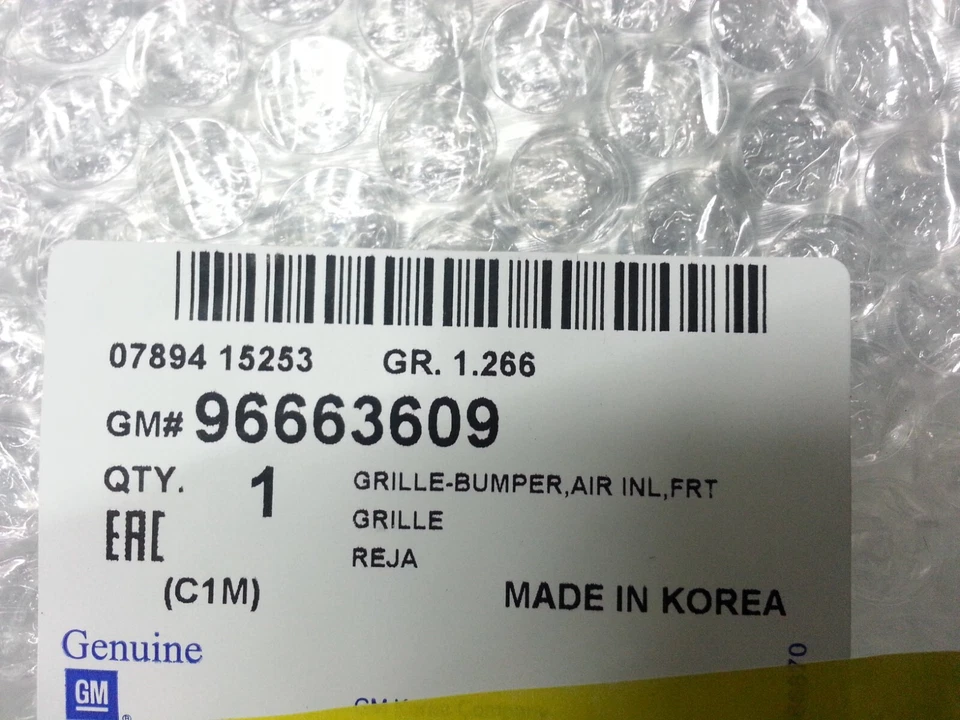 07894 15253 GR. 1.266
GM# 96663609
QTY. 1
GRILLE-BUMPER,AIR INL,FRT
GRILLE
REJA
EAC
(C1M)
MADE IN KOREA
Genuine
GM
®